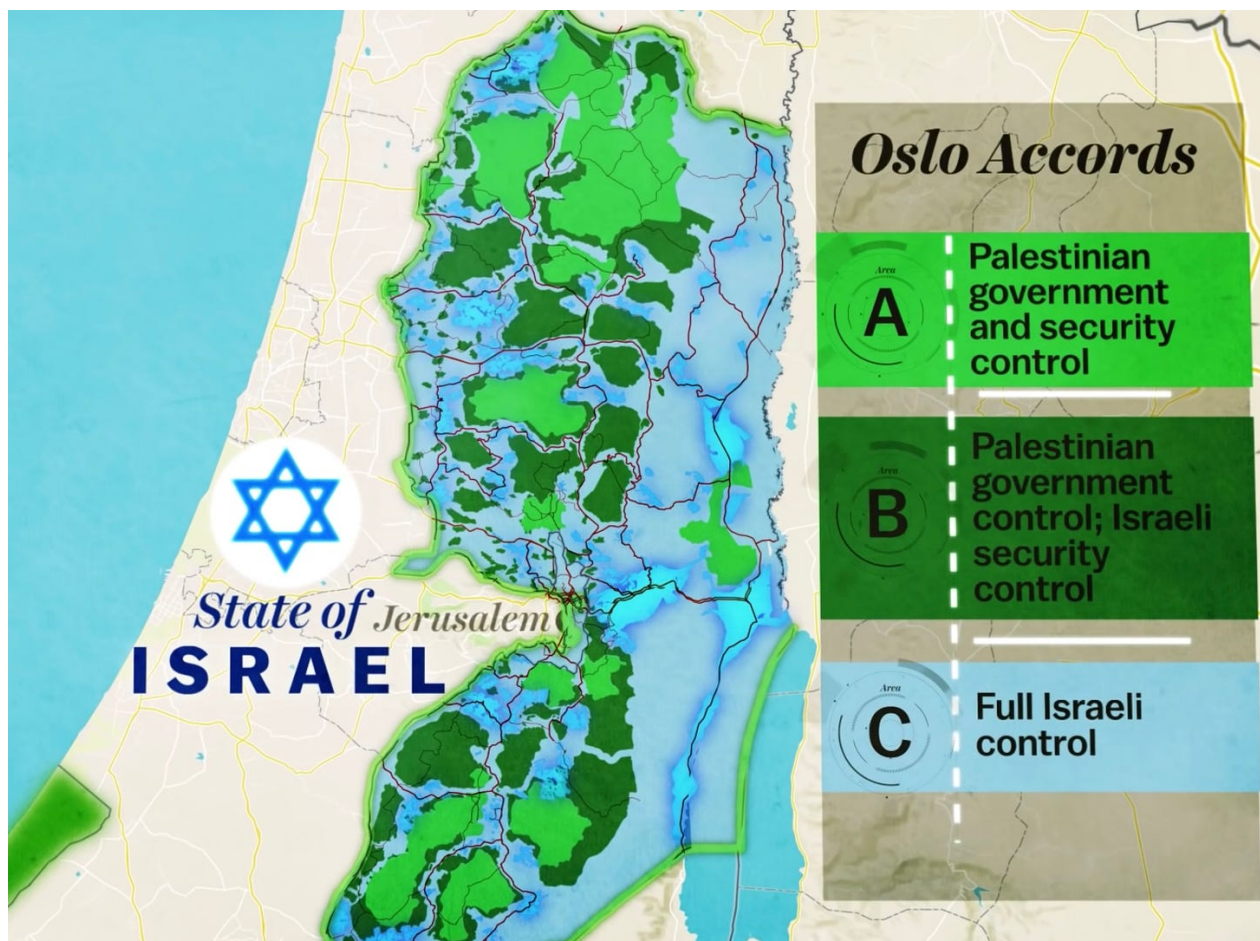 Oslo Accords
Area
A
Palestinian
government
and security
control
Area
B
Palestinian
government
control; Israeli
security
control
Area
C
Full Israeli
control
State of
Jerusalem
ISRAEL